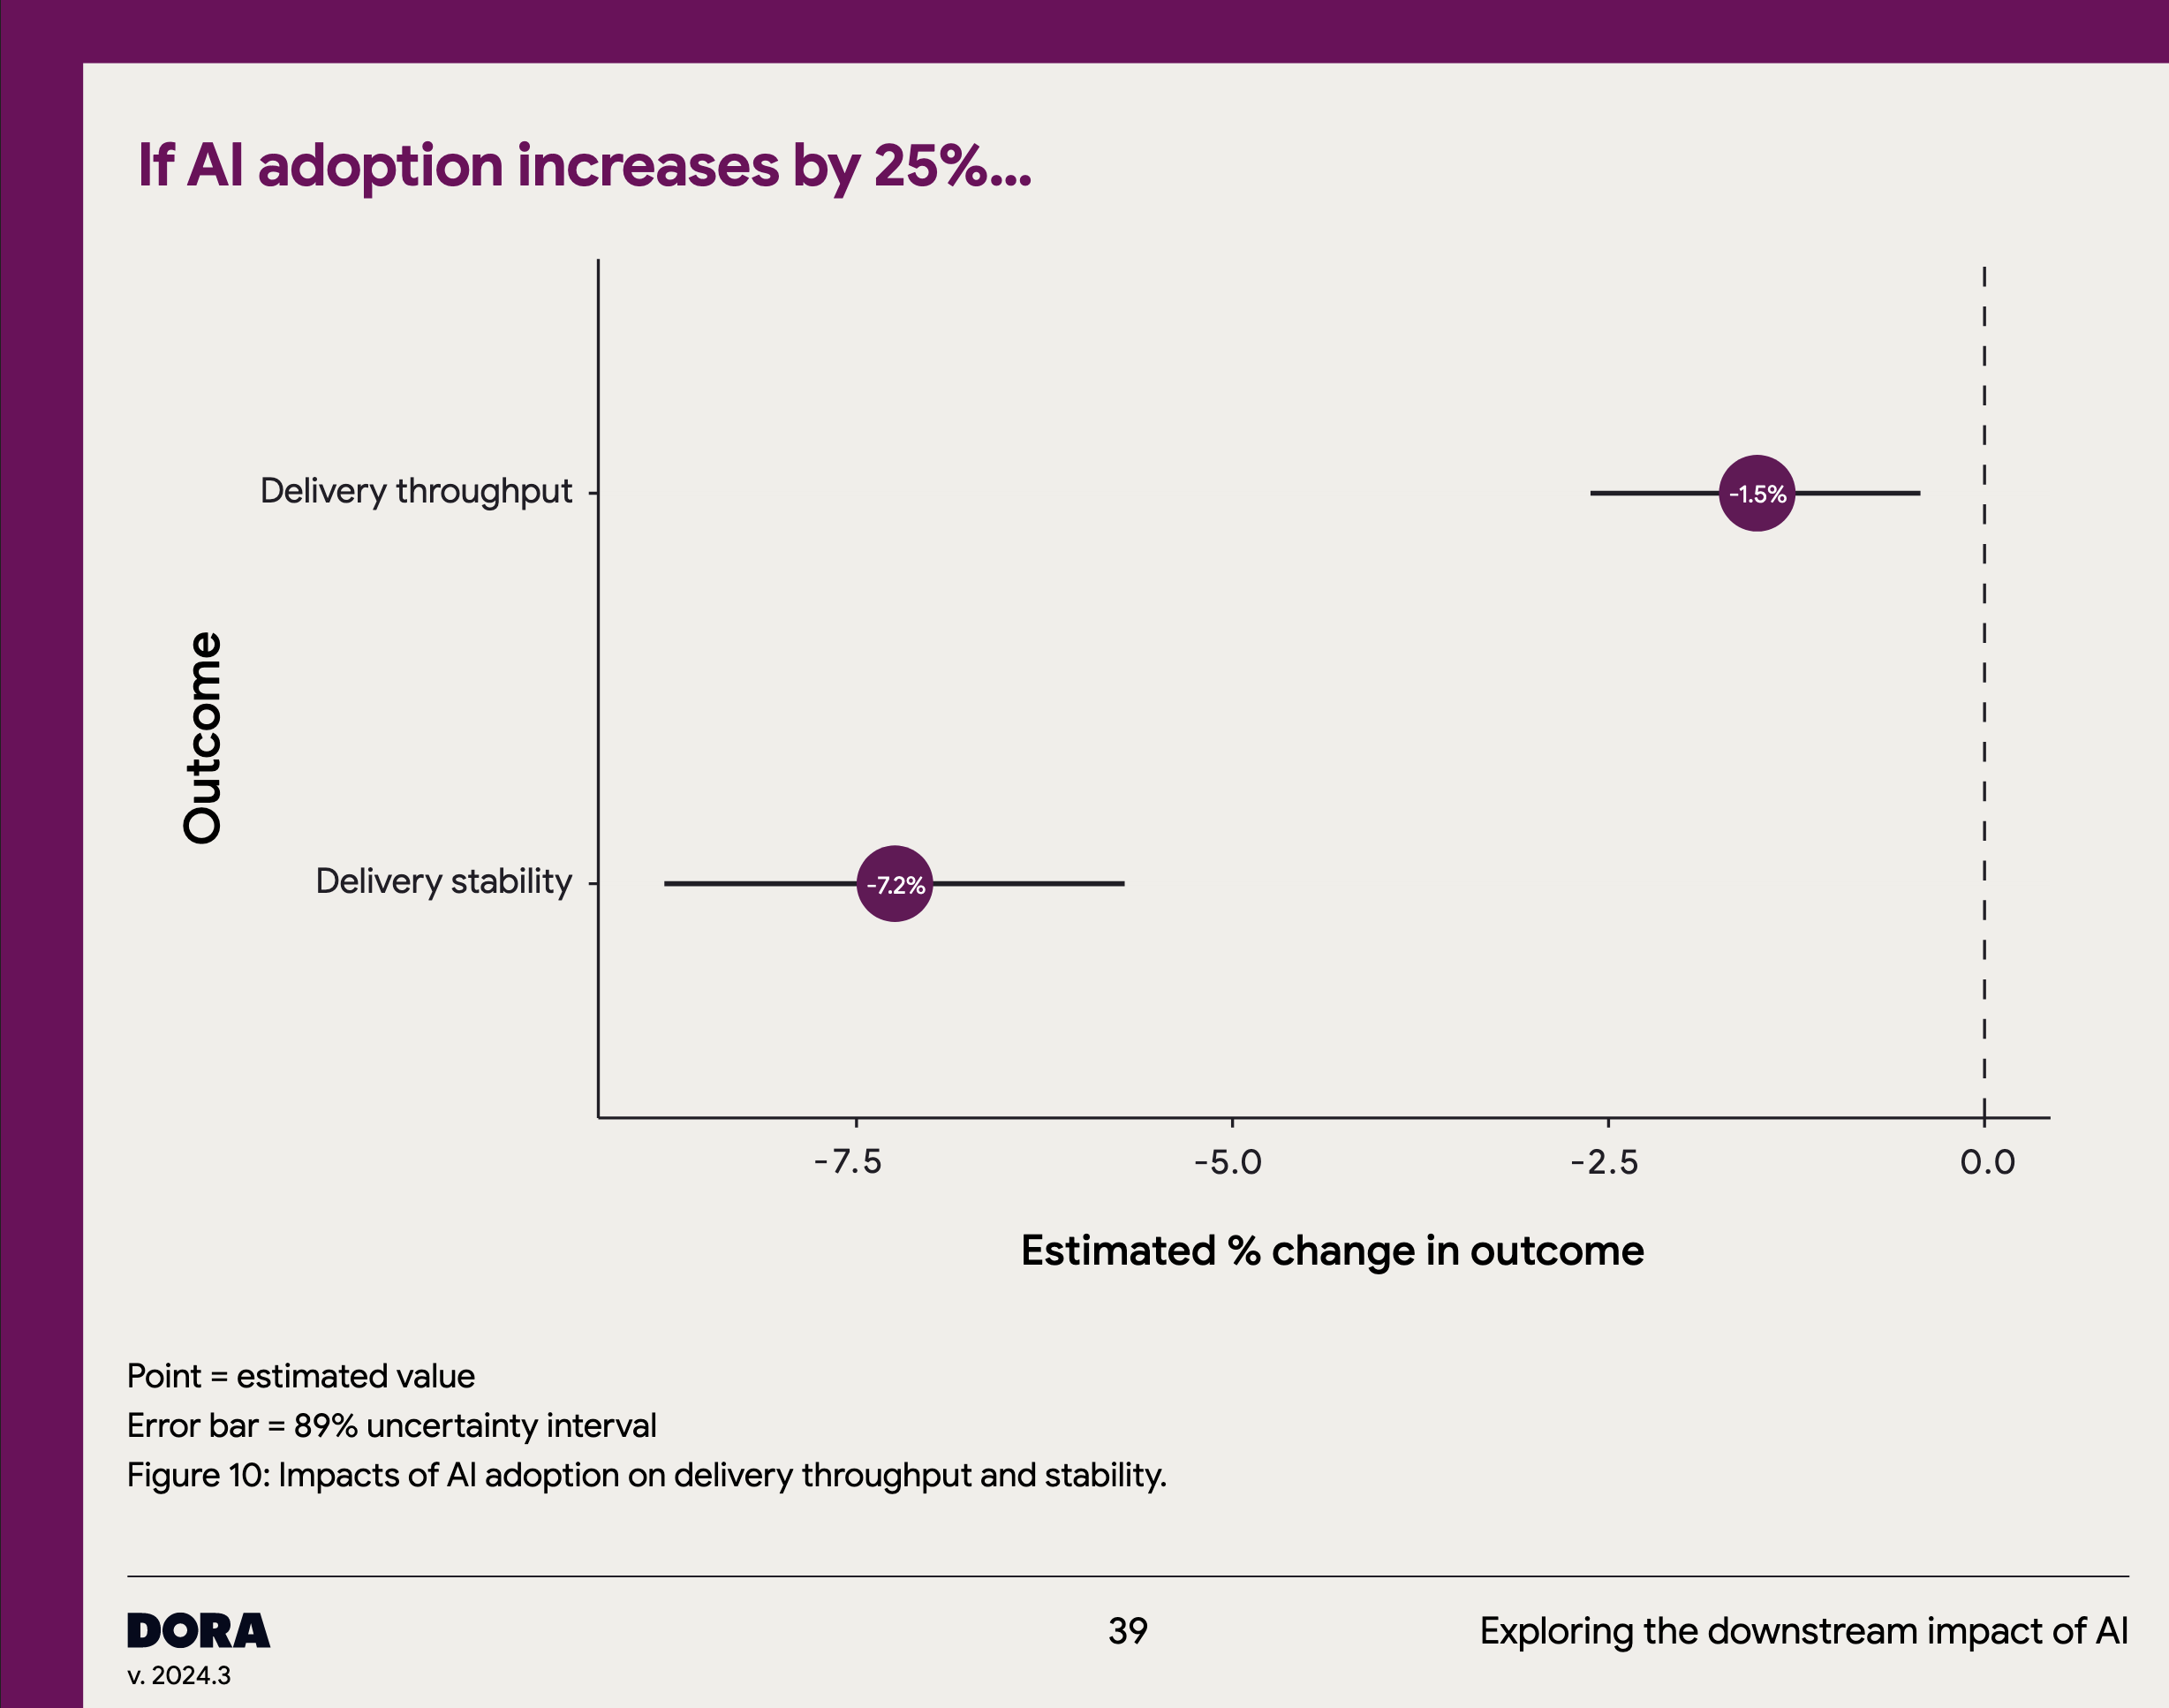 If AI adoption increases by 25%...
Outcome
Delivery throughput
-1.5%
Delivery stability
-7.2%
-7.5
-5.0
-2.5
0.0
Estimated % change in outcome
Point = estimated value
Error bar = 89% uncertainty interval
Figure 10: Impacts of AI adoption on delivery throughput and stability.
DORA
v. 2024.3
39
Exploring the downstream impact of AI